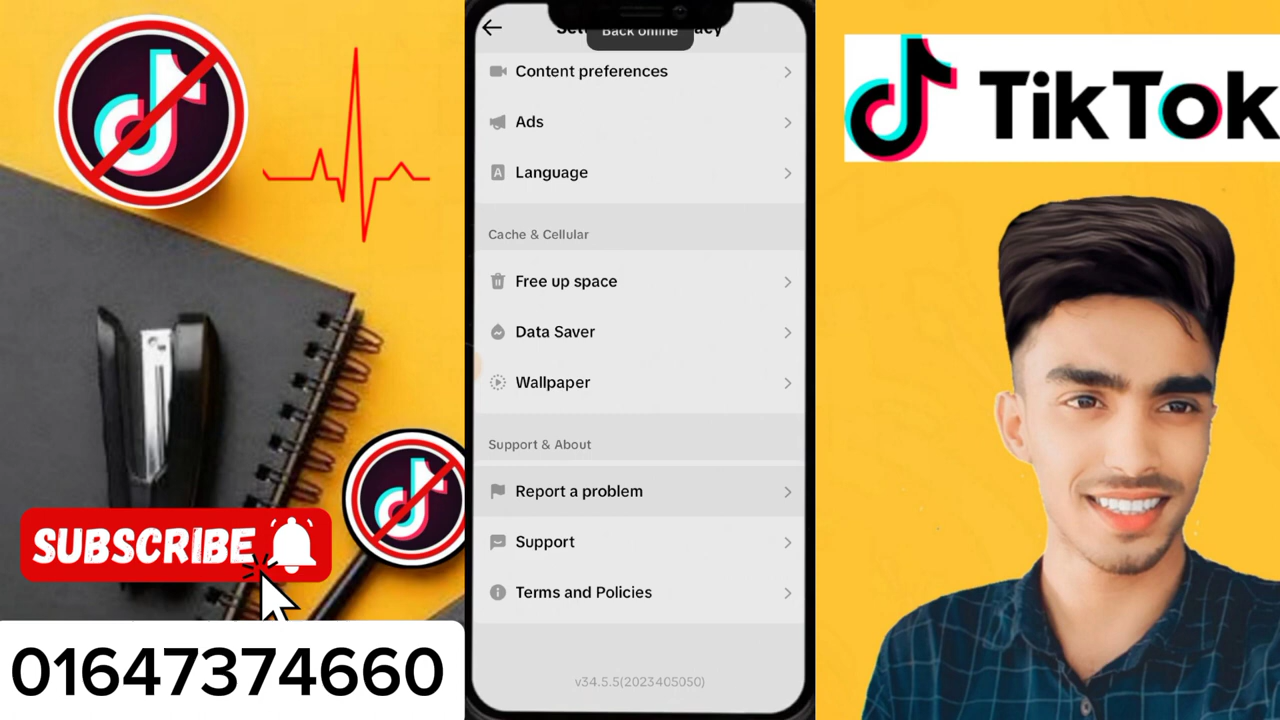 SUBSCRIBE
01647374660
Back online
Content preferences
Ads
Language
Cache & Cellular
Free up space
Data Saver
Wallpaper
Support & About
Report a problem
Support
Terms and Policies
v34.5.5(2023405050)
TikTok